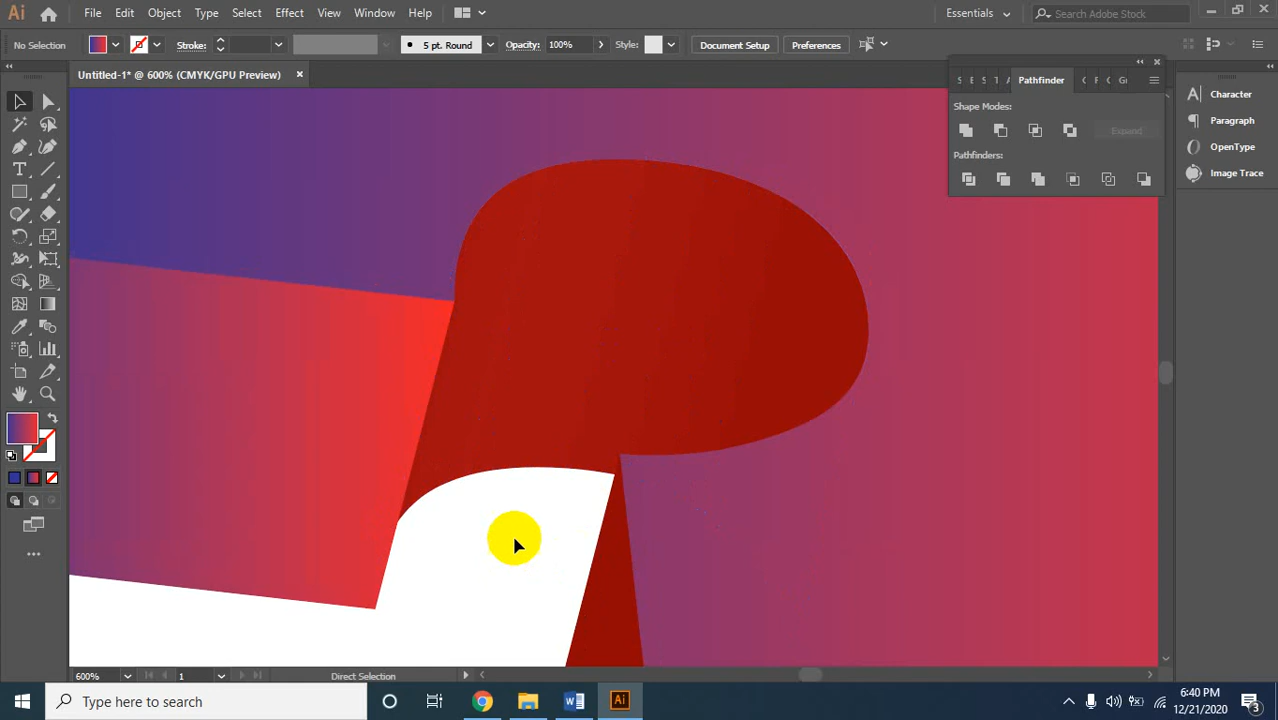 Ai File Edit Object Type Select Effect View Window Help Essentials Search Adobe Stock
No Selection Stroke: 5 pt. Round Opacity: 100% Style: Document Setup Preferences
Untitled-1* @ 600% (CMYK/GPU Preview)
Pathfinder
Shape Modes:
Expand
Pathfinders:
Character
Paragraph
OpenType
Image Trace
600% 1 Direct Selection
Type here to search Ai 6:40 PM
12/21/2020 3